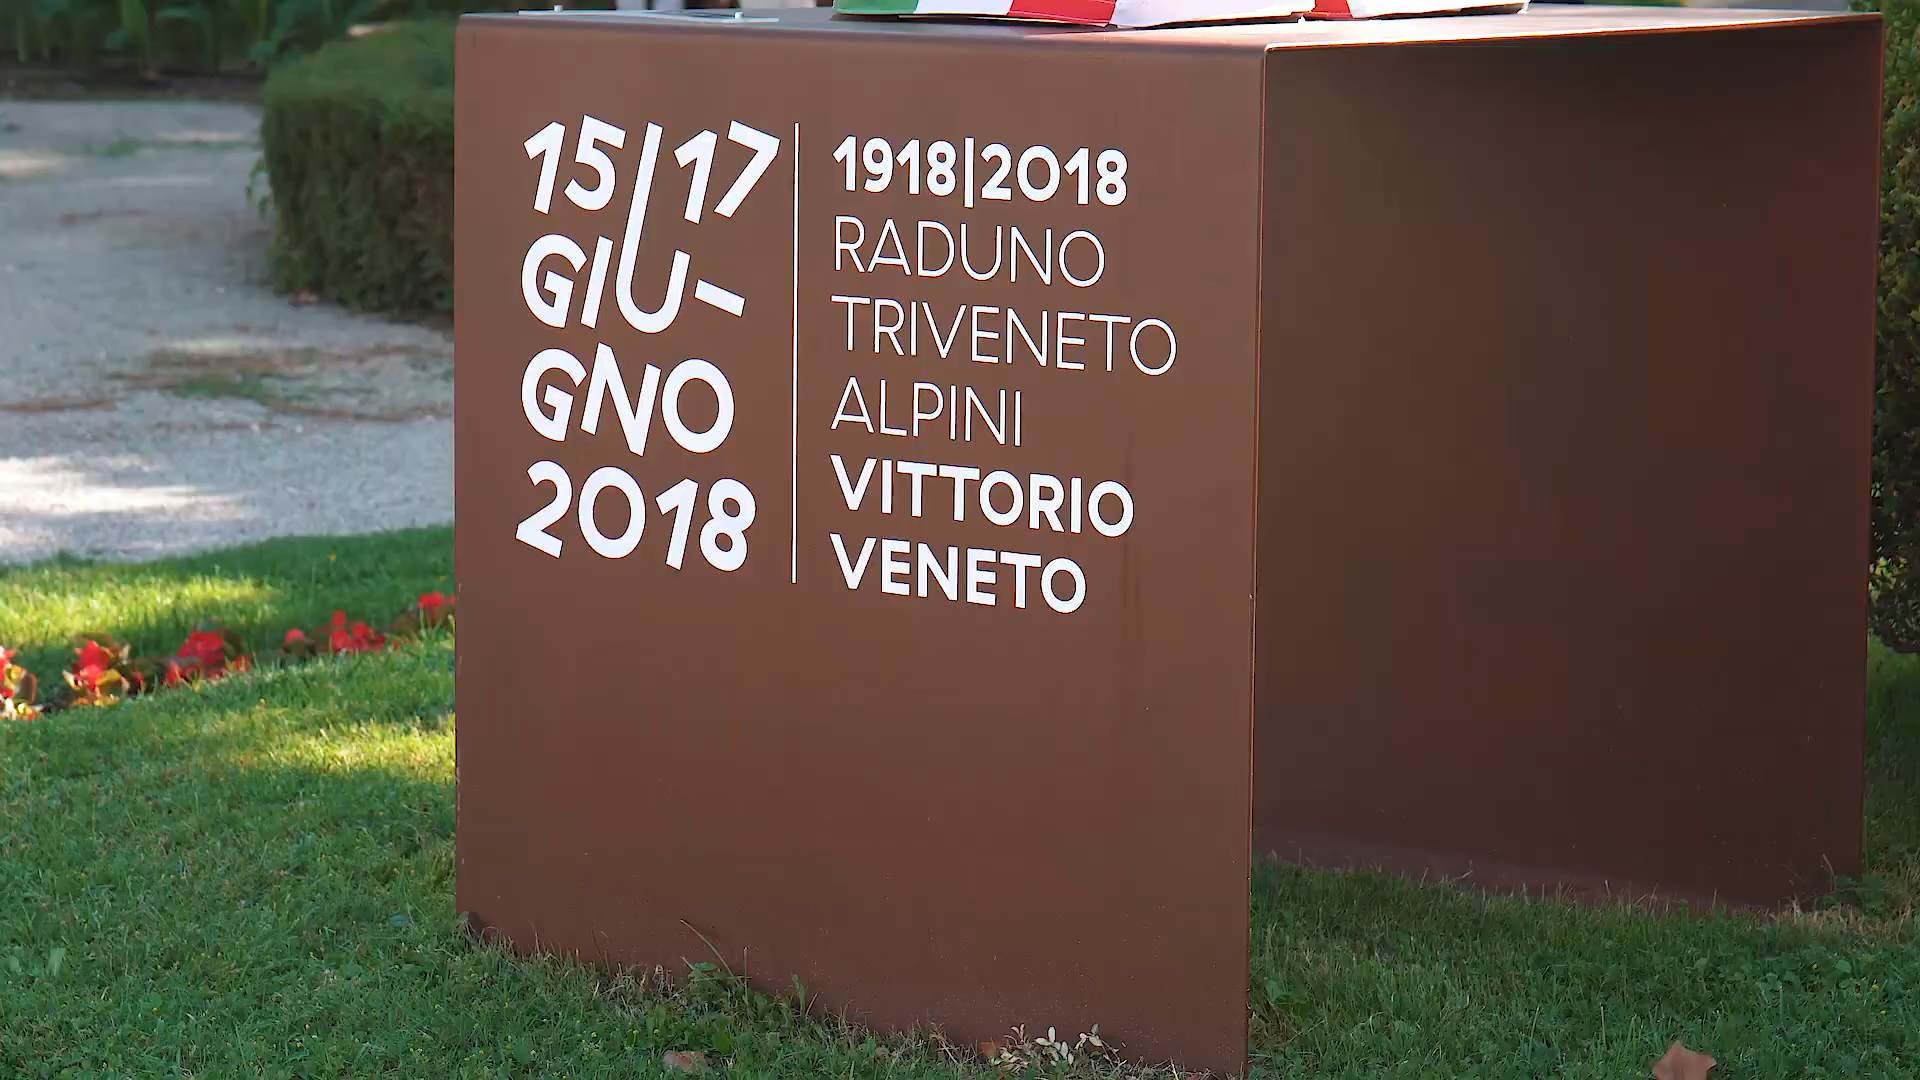 15|17
GIU-
GNO
2018
1918|2018
RADUNO
TRIVENETO
ALPINI
VITTORIO
VENETO